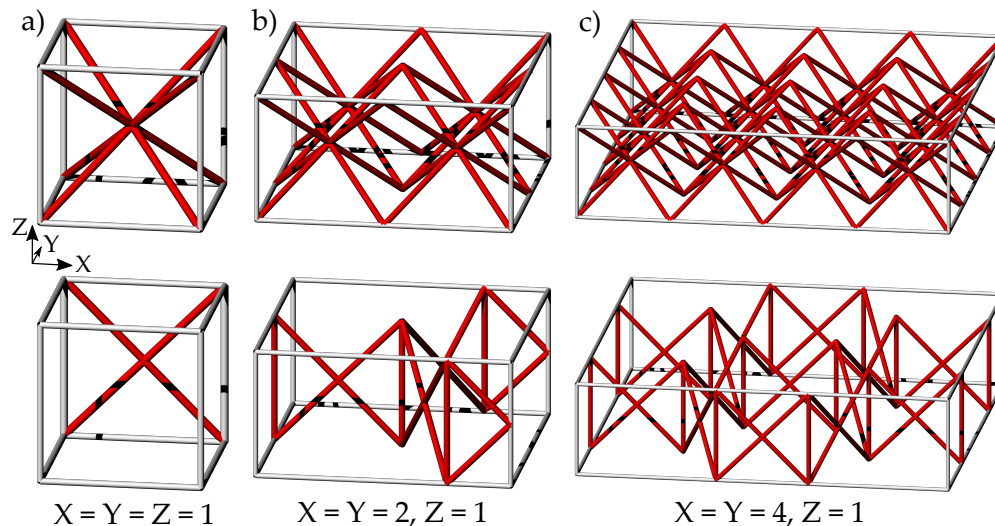 a)
b)
c)
Z
Y
X
X = Y = Z = 1
X = Y = 2, Z = 1
X = Y = 4, Z = 1